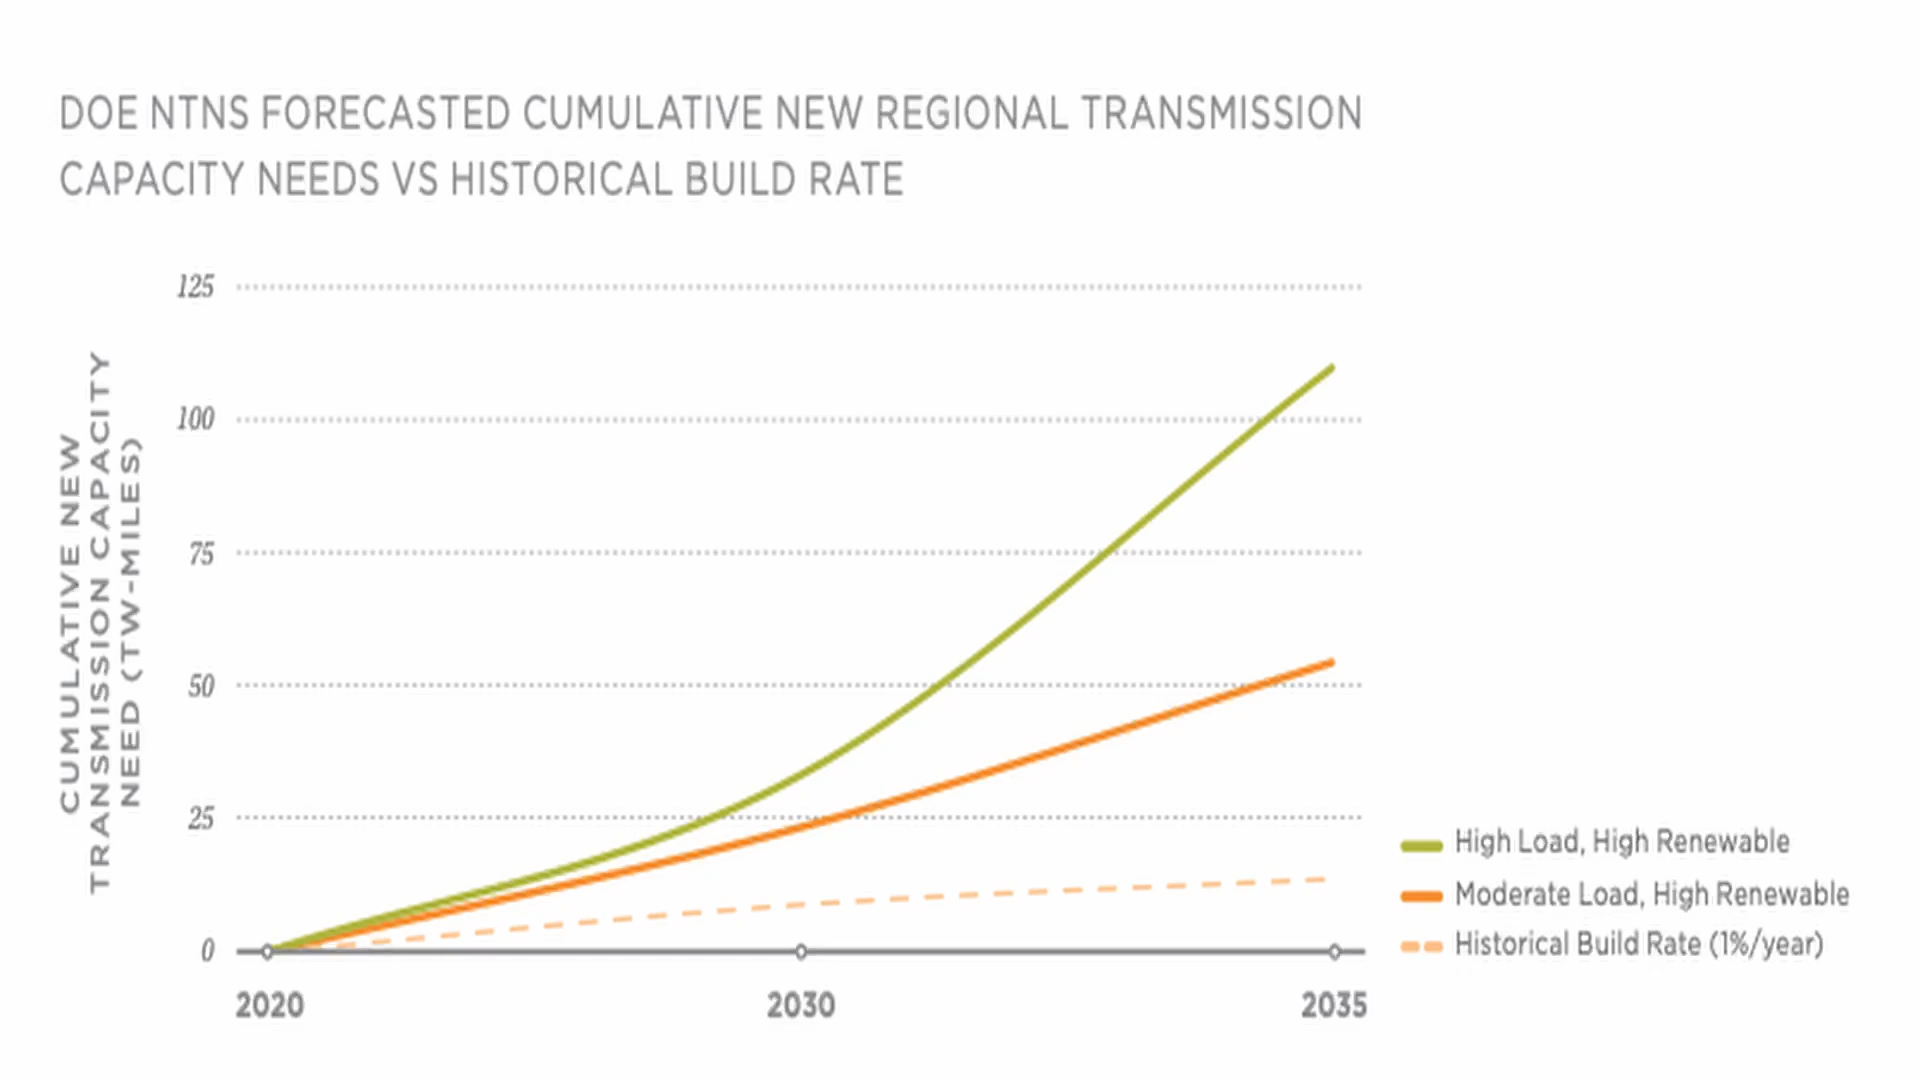 DOE NTNS FORECASTED CUMULATIVE NEW REGIONAL TRANSMISSION
CAPACITY NEEDS VS HISTORICAL BUILD RATE
CUMULATIVE NEW
TRANSMISSION CAPACITY
NEED (TW-MILES)
125
100
75
50
25
0
2020
2030
2035
High Load, High Renewable
Moderate Load, High Renewable
Historical Build Rate (1%/year)